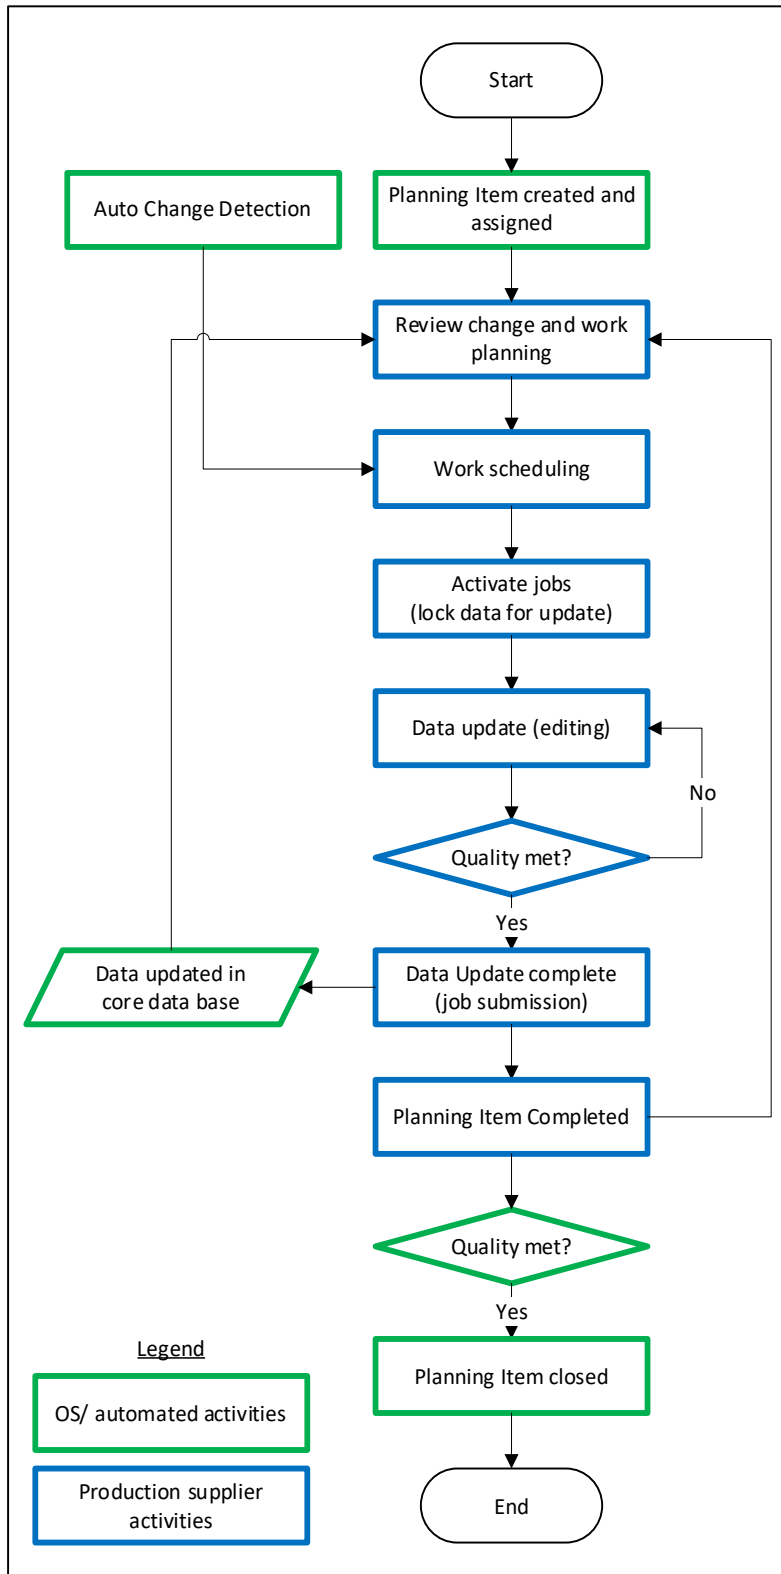 Start
Auto Change Detection
Planning Item created and
assigned
Review change and work
planning
Work scheduling
Activate jobs
(lock data for update)
Data update (editing)
No
Quality met?
Yes
Data updated in
core data base
Data Update complete
(job submission)
Planning Item Completed
Quality met?
Yes
Legend
Planning Item closed
OS/ automated activities
Production supplier
activities
End